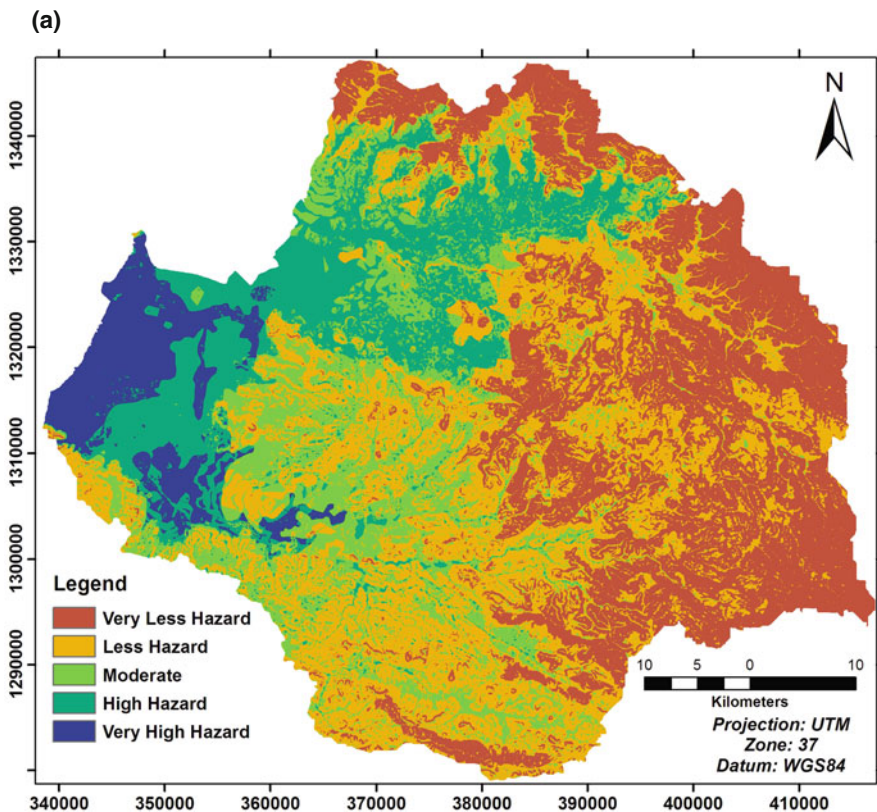 (a)
N
1340000
1330000
1320000
1310000
1300000
1290000
Legend
Very Less Hazard
Less Hazard
Moderate
High Hazard
Very High Hazard
10 5 0 10
Kilometers
Projection: UTM
Zone: 37
Datum: WGS84
340000 350000 360000 370000 380000 390000 400000 410000